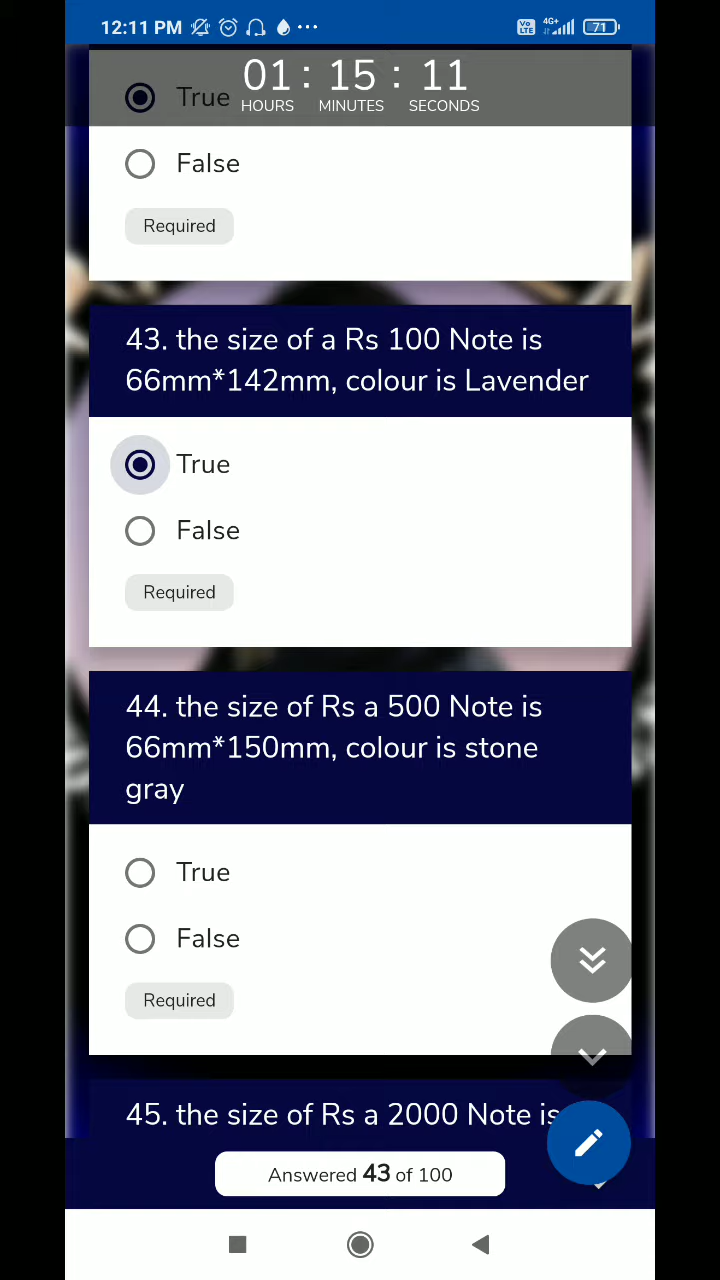 12:11 PM
Vo
LTE
4G+
71
01 : 15 : 11
HOURS MINUTES SECONDS
True
False
Required
43. the size of a Rs 100 Note is
66mm*142mm, colour is Lavender
True
False
Required
44. the size of Rs a 500 Note is
66mm*150mm, colour is stone
gray
True
False
Required
45. the size of Rs a 2000 Note is
Answered 43 of 100